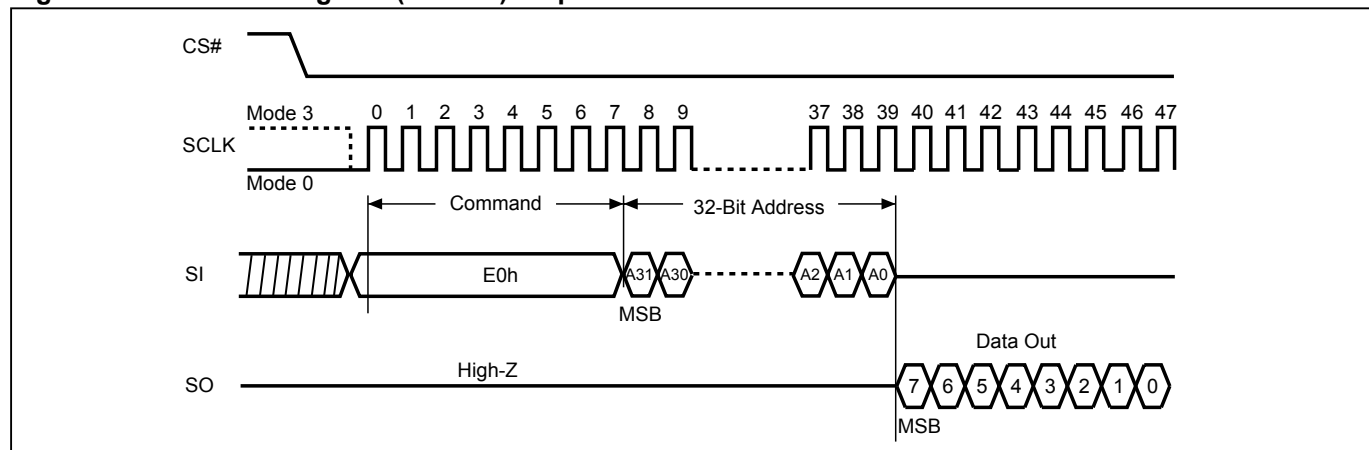 CS#
Mode 3 0 1 2 3 4 5 6 7 8 9 37 38 39 40 41 42 43 44 45 46 47
SCLK
Mode 0
Command 32-Bit Address
SI E0h A31 A30 A2 A1 A0
MSB
Data Out
High-Z
SO 7 6 5 4 3 2 1 0
MSB